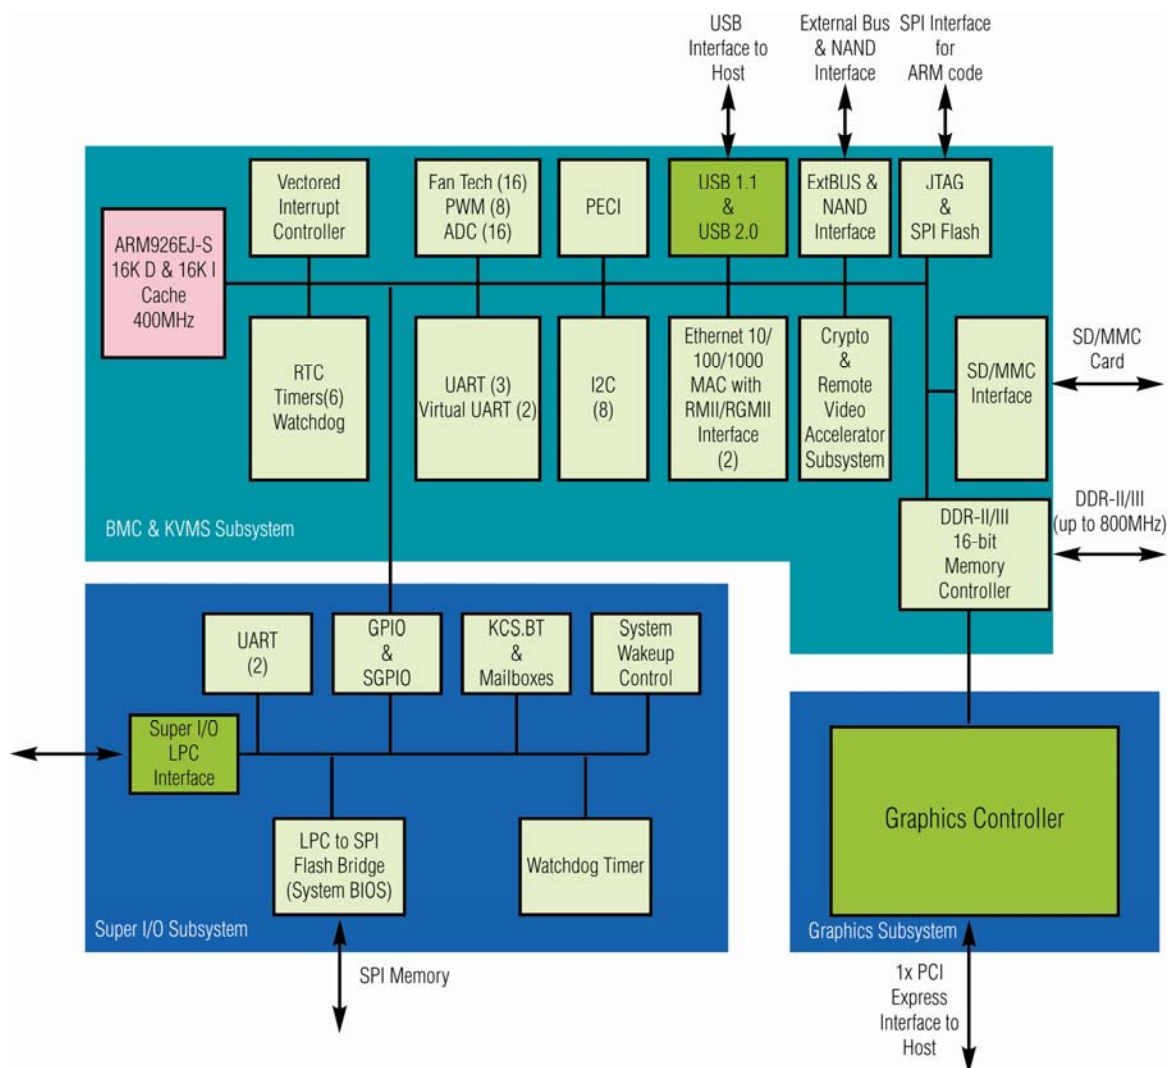 USB
Interface to
Host
External Bus
& NAND
Interface
SPI Interface
for
ARM code
Vectored
Interrupt
Controller
Fan Tech (16)
PWM (8)
ADC (16)
PECI
USB 1.1
&
USB 2.0
ExtBUS &
NAND
Interface
JTAG
&
SPI Flash
ARM926EJ-S
16K D & 16K I
Cache
400MHz
RTC
Timers(6)
Watchdog
UART (3)
Virtual UART (2)
I2C
(8)
Ethernet 10/
100/1000
MAC with
RMII/RGMII
Interface
(2)
Crypto
&
Remote
Video
Accelerator
Subsystem
SD/MMC
Interface
SD/MMC
Card
BMC & KVMS Subsystem
DDR-II/III
16-bit
Memory
Controller
DDR-II/III
(up to 800MHz)
UART
(2)
GPIO
&
SGPIO
KCS.BT
&
Mailboxes
System
Wakeup
Control
Super I/O
LPC
Interface
LPC to SPI
Flash Bridge
(System BIOS)
Watchdog Timer
Super I/O Subsystem
SPI Memory
Graphics Controller
Graphics Subsystem
1x PCI
Express
Interface to
Host